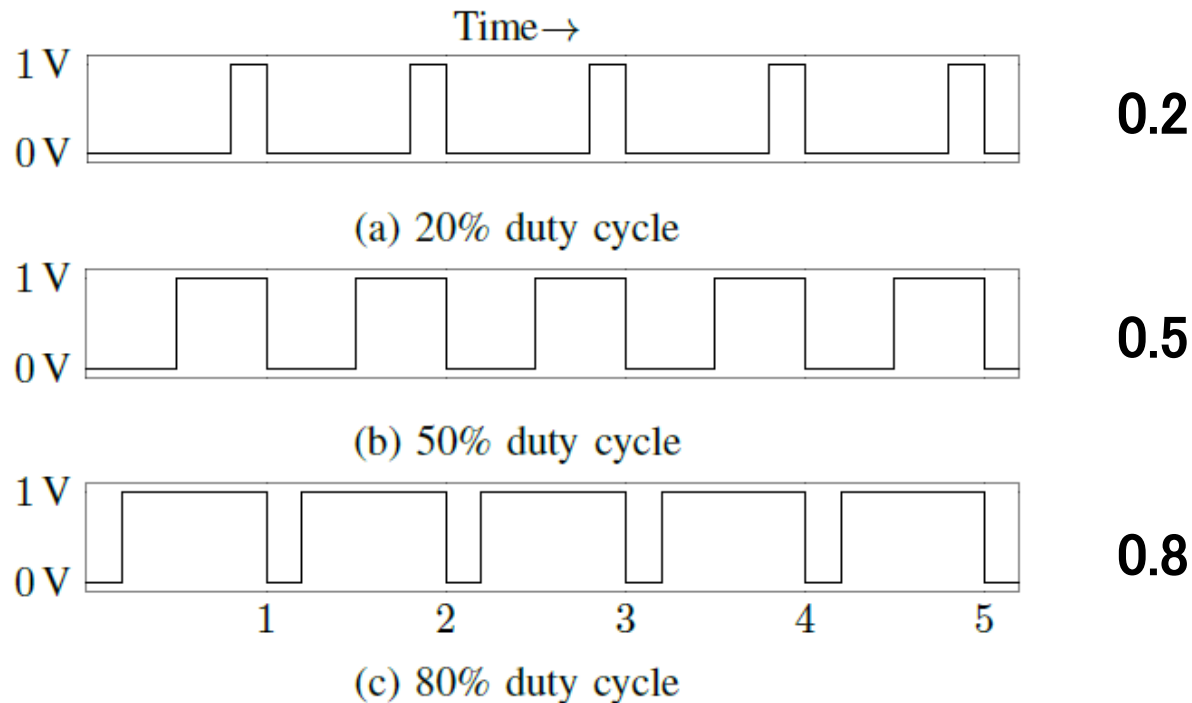 Time→
1 V
0 V
0.2
(a) 20% duty cycle
1 V
0 V
0.5
(b) 50% duty cycle
1 V
0 V
0.8
1 2 3 4 5
(c) 80% duty cycle